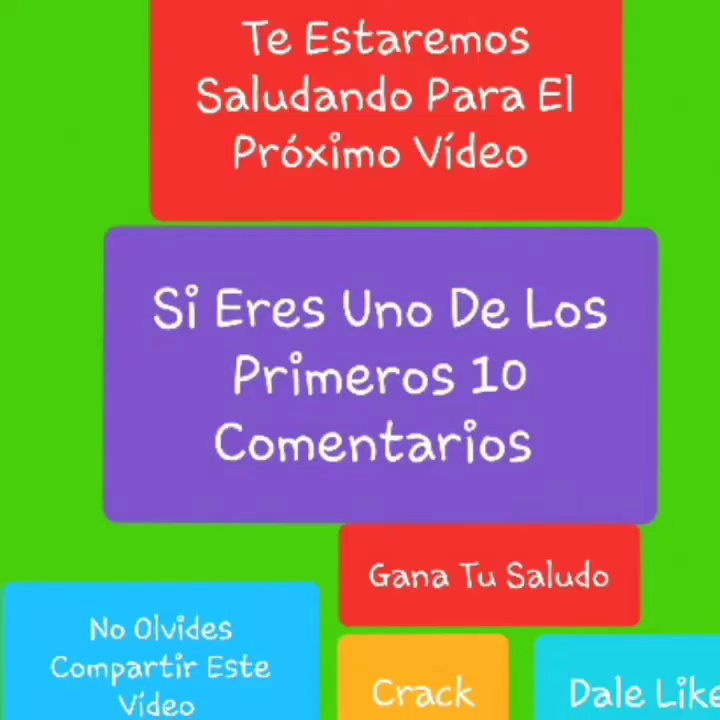 Te Estaremos
Saludando Para El
Próximo Vídeo
Si Eres Uno De Los
Primeros 10
Comentarios
Gana Tu Saludo
No Olvides
Compartir Este
Vídeo
Crack
Dale Like